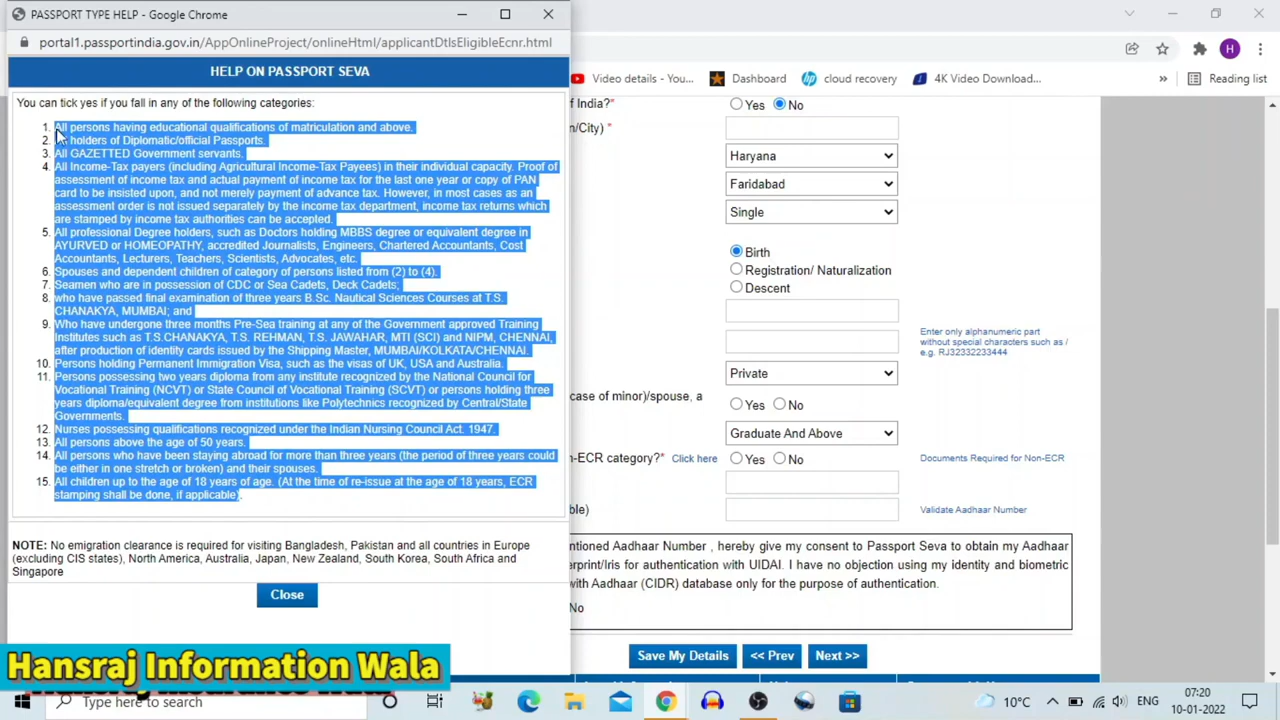 PASSPORT TYPE HELP - Google Chrome
portal1.passportindia.gov.in/AppOnlineProject/onlineHtml/applicantDtlsEligibleEcnr.html
HELP ON PASSPORT SEVA
You can tick yes if you fall in any of the following categories:
1. All persons having educational qualifications of matriculation and above.
2. holders of Diplomatic/official Passports.
3. All GAZETTED Government servants.
4. All Income-Tax payers (including Agricultural Income-Tax Payees) in their individual capacity. Proof of
assessment of income tax and actual payment of income tax for the last one year or copy of PAN
card to be insisted upon, and not merely payment of advance tax. However, in most cases as an
assessment order is not issued separately by the income tax department, income tax returns which
are stamped by income tax authorities can be accepted.
5. All professional Degree holders, such as Doctors holding MBBS degree or equivalent degree in
AYURVED or HOMEOPATHY, accredited Journalists, Engineers, Chartered Accountants, Cost
Accountants, Lecturers, Teachers, Scientists, Advocates, etc.
6. Spouses and dependent children of category of persons listed from (2) to (4).
7. Seamen who are in possession of CDC or Sea Cadets, Deck Cadets;
8. who have passed final examination of three years B.Sc. Nautical Sciences Courses at T.S.
CHANAKYA, MUMBAI; and
9. Who have undergone three months Pre-Sea training at any of the Government approved Training
Institutes such as T.S.CHANAKYA, T.S. REHMAN, T.S. JAWAHAR, MTI (SCI) and NIPM, CHENNAI,
after production of identity cards issued by the Shipping Master, MUMBAI/KOLKATA/CHENNAI.
10. Persons holding Permanent Immigration Visa, such as the visas of UK, USA and Australia.
11. Persons possessing two years diploma from any institute recognized by the National Council for
Vocational Training (NCVT) or State Council of Vocational Training (SCVT) or persons holding three
years diploma/equivalent degree from institutions like Polytechnics recognized by Central/State
Governments.
12. Nurses possessing qualifications recognized under the Indian Nursing Council Act. 1947.
13. All persons above the age of 50 years.
14. All persons who have been staying abroad for more than three years (the period of three years could
be either in one stretch or broken) and their spouses.
15. All children up to the age of 18 years of age. (At the time of re-issue at the age of 18 years, ECR
stamping shall be done, if applicable).
NOTE: No emigration clearance is required for visiting Bangladesh, Pakistan and all countries in Europe
(excluding CIS states), North America, Australia, Japan, New Zealand, South Korea, South Africa and
Singapore
Close
H
Video details - You...
Dashboard
hp cloud recovery
4K Video Download...
»
Reading list
of India?* Yes No
n/City) *
Haryana
Faridabad
Single
Birth
Registration/ Naturalization
Descent
Enter only alphanumeric part
without special characters such as /
e.g. RJ32332233444
Private
case of minor)/spouse, a Yes No
Graduate And Above
n-ECR category?* Click here Yes No Documents Required for Non-ECR
ble) Validate Aadhaar Number
ntioned Aadhaar Number , hereby give my consent to Passport Seva to obtain my Aadhaar
erprint/Iris for authentication with UIDAI. I have no objection using my identity and biometric
with Aadhaar (CIDR) database only for the purpose of authentication.
No
Save My Details << Prev Next >>
Hansraj Information Wala
Type here to search
10°C ENG 07:20
10-01-2022